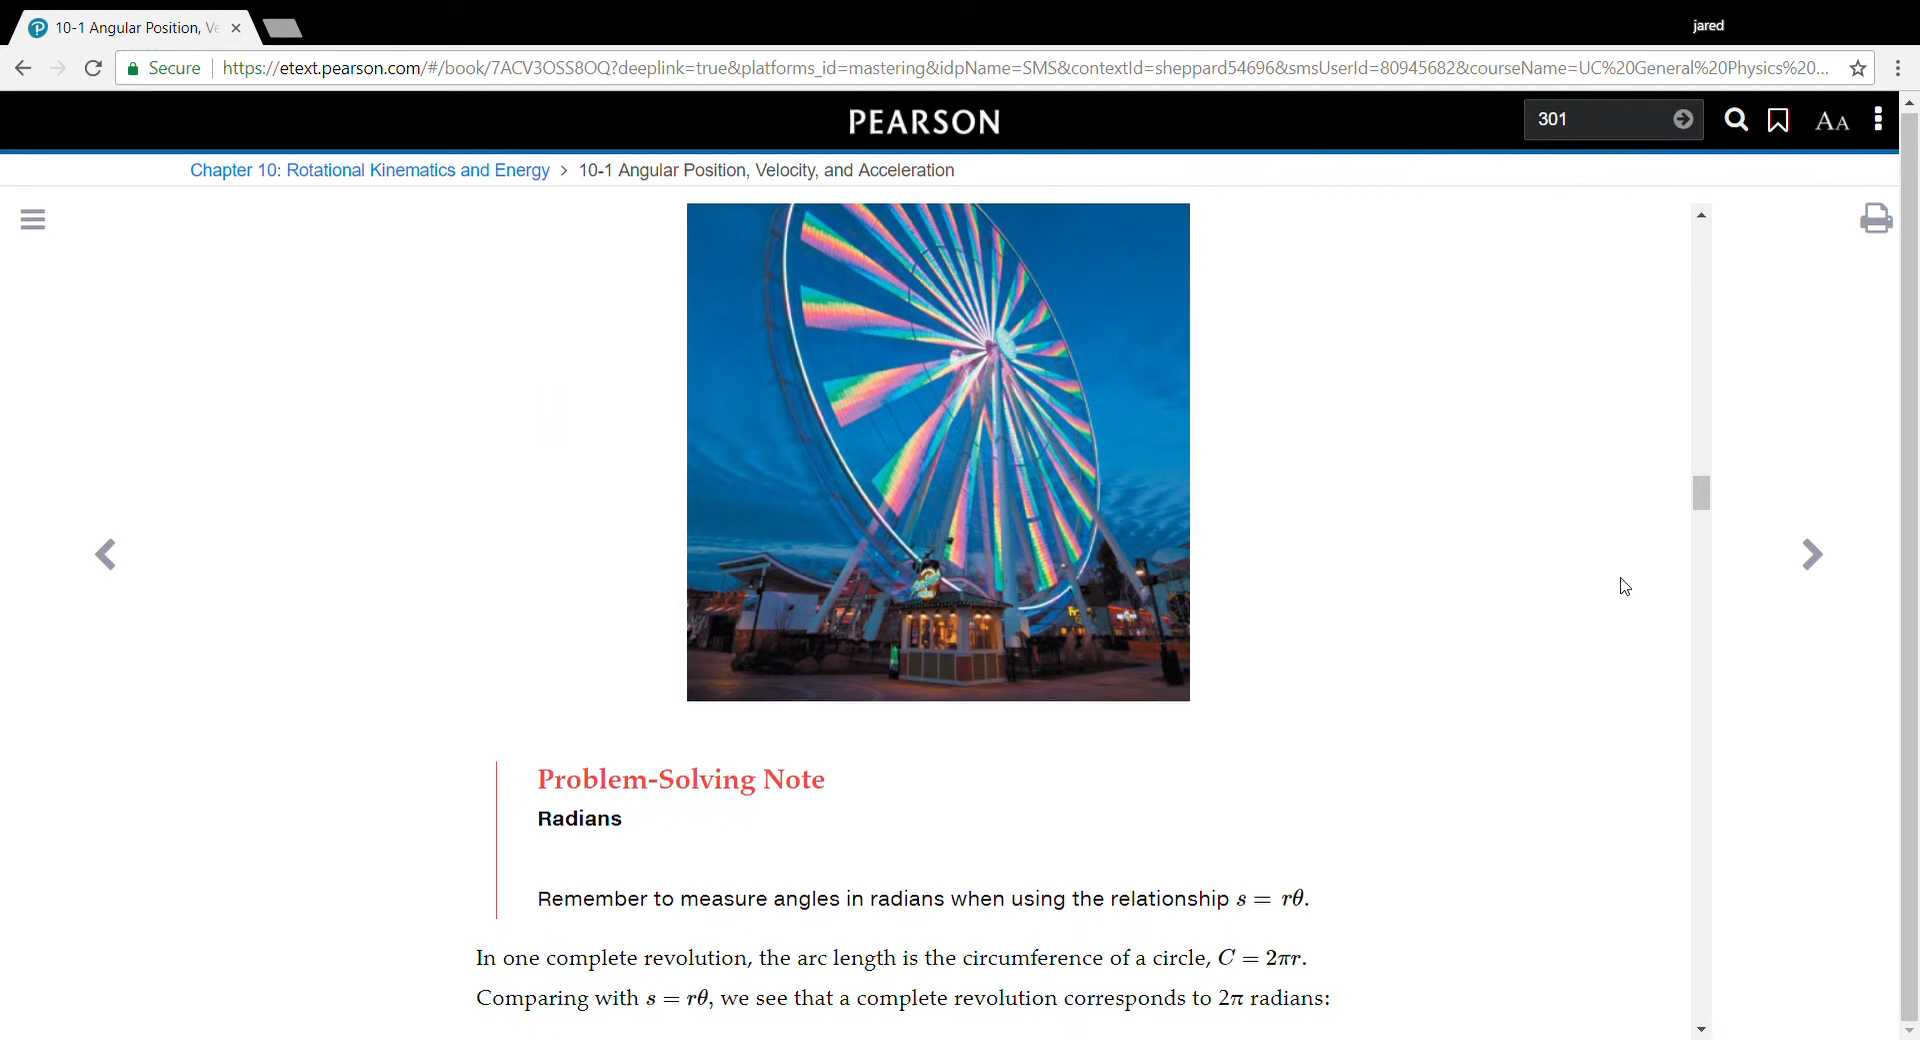 10-1 Angular Position, Ve
jared
Secure
https://etext.pearson.com/#/book/7ACV3OSS8OQ?deeplink=true&platforms_id=mastering&idpName=SMS&contextId=sheppard54696&smsUserId=80945682&courseName=UC%20General%20Physics%20...
PEARSON
301
AA
Chapter 10: Rotational Kinematics and Energy > 10-1 Angular Position, Velocity, and Acceleration
Problem-Solving Note
Radians
Remember to measure angles in radians when using the relationship s = rθ.
In one complete revolution, the arc length is the circumference of a circle, C = 2πr.
Comparing with s = rθ, we see that a complete revolution corresponds to 2π radians: